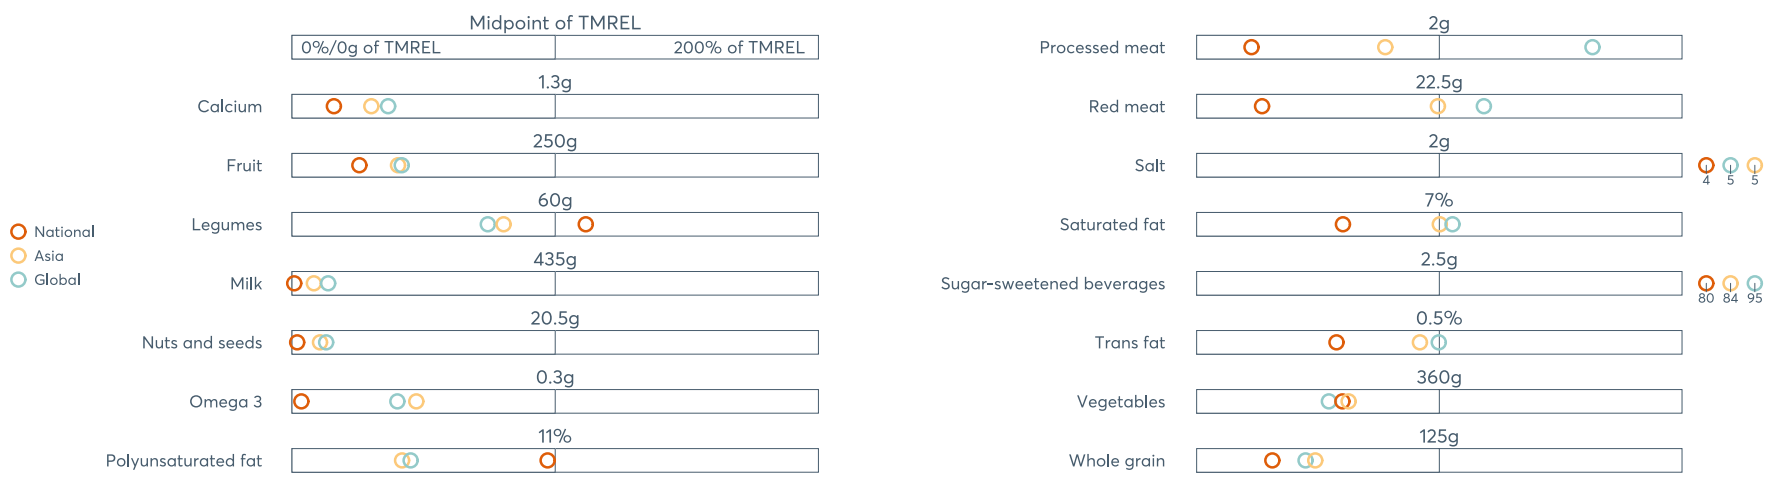 Midpoint of TMREL
0%/0g of TMREL 200% of TMREL
1.3g
Calcium
250g
Fruit
60g
Legumes
435g
Milk
20.5g
Nuts and seeds
0.3g
Omega 3
11%
Polyunsaturated fat
National
Asia
Global
2g
Processed meat
22.5g
Red meat
2g
Salt
4 5 5
7%
Saturated fat
2.5g
Sugar-sweetened beverages
80 84 95
0.5%
Trans fat
360g
Vegetables
125g
Whole grain